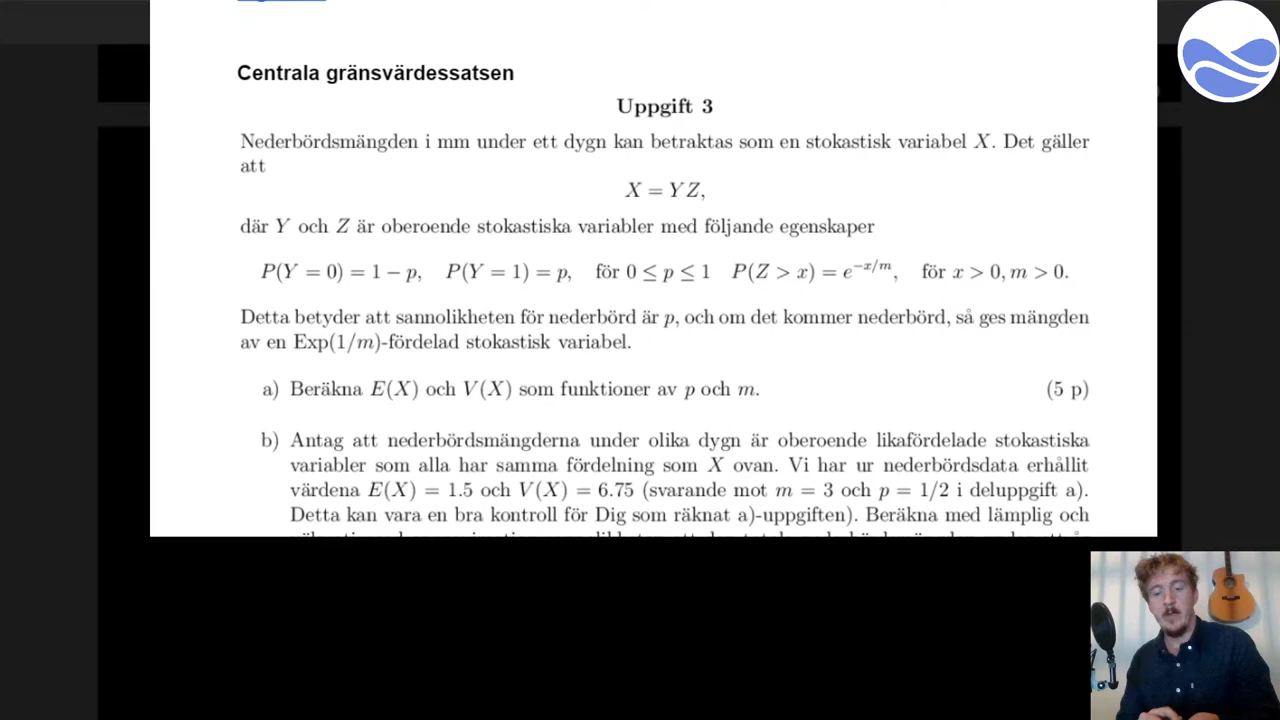 Centrala gränsvärdessatsen
Uppgift 3
Nederbördsmängden i mm under ett dygn kan betraktas som en stokastisk variabel X. Det gäller
att
X = Y Z,
där Y och Z är oberoende stokastiska variabler med följande egenskaper
P(Y = 0) = 1 − p, P(Y = 1) = p, för 0 ≤ p ≤ 1 P(Z > x) = e^{−x/m}, för x > 0, m > 0.
Detta betyder att sannolikheten för nederbörd är p, och om det kommer nederbörd, så ges mängden
av en Exp(1/m)-fördelad stokastisk variabel.
a) Beräkna E(X) och V(X) som funktioner av p och m. (5 p)
b) Antag att nederbördsmängderna under olika dygn är oberoende likafördelade stokastiska
variabler som alla har samma fördelning som X ovan. Vi har ur nederbördsdata erhållit
värdena E(X) = 1.5 och V(X) = 6.75 (svarande mot m = 3 och p = 1/2 i deluppgift a).
Detta kan vara en bra kontroll för Dig som räknat a)-uppgiften). Beräkna med lämplig och